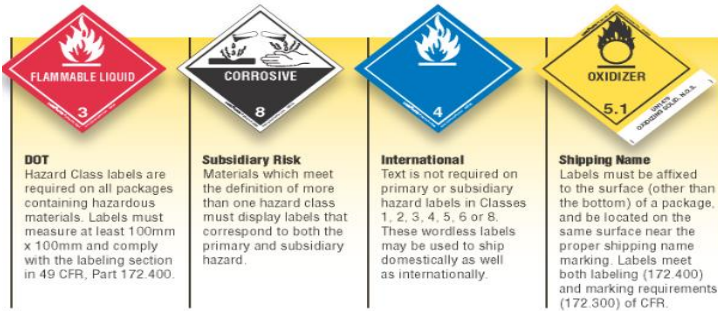 FLAMMABLE LIQUID
3
DOT
Hazard Class labels are
required on all packages
containing hazardous
materials. Labels must
measure at least 100mm
x 100mm and comply
with the labeling section
in 49 CFR, Part 172.400.
CORROSIVE
8
Subsidiary Risk
Materials which meet
the definition of more
than one hazard class
must display labels that
correspond to both the
primary and subsidiary
hazard.
4
International
Text is not required on
primary or subsidiary
hazard labels in Classes
1, 2, 3, 4, 5, 6 or 8.
These wordless labels
may be used to ship
domestically as well
as internationally.
OXIDIZER
5.1
OXIDIZING SOLID, N.O.S.
Shipping Name
Labels must be affixed
to the surface (other than
the bottom) of a package,
and be located on the
same surface near the
proper shipping name
marking. Labels meet
both labeling (172.400)
and marking requirements
(172.300) of CFR.